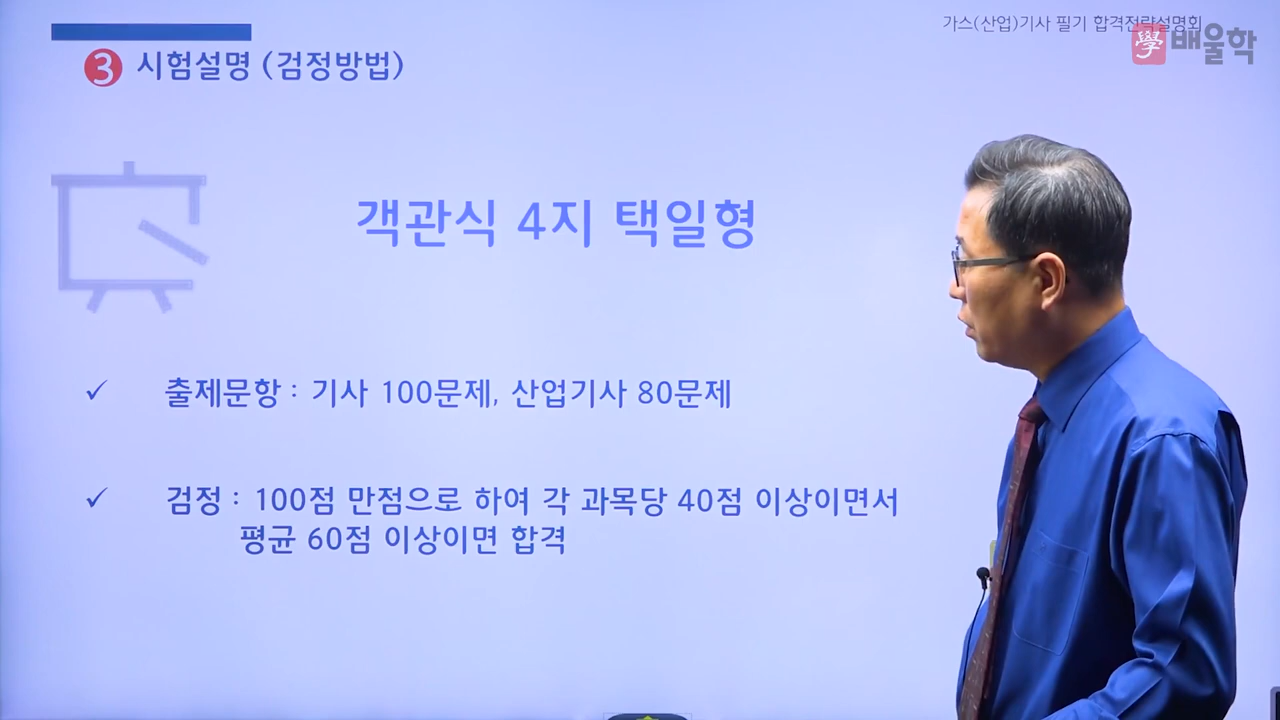 가스(산업)기사 필기 합격전략설명회
學 배울학
3 시험설명 (검정방법)
객관식 4지 택일형
✓ 출제문항 : 기사 100문제, 산업기사 80문제
✓ 검정 : 100점 만점으로 하여 각 과목당 40점 이상이면서
평균 60점 이상이면 합격